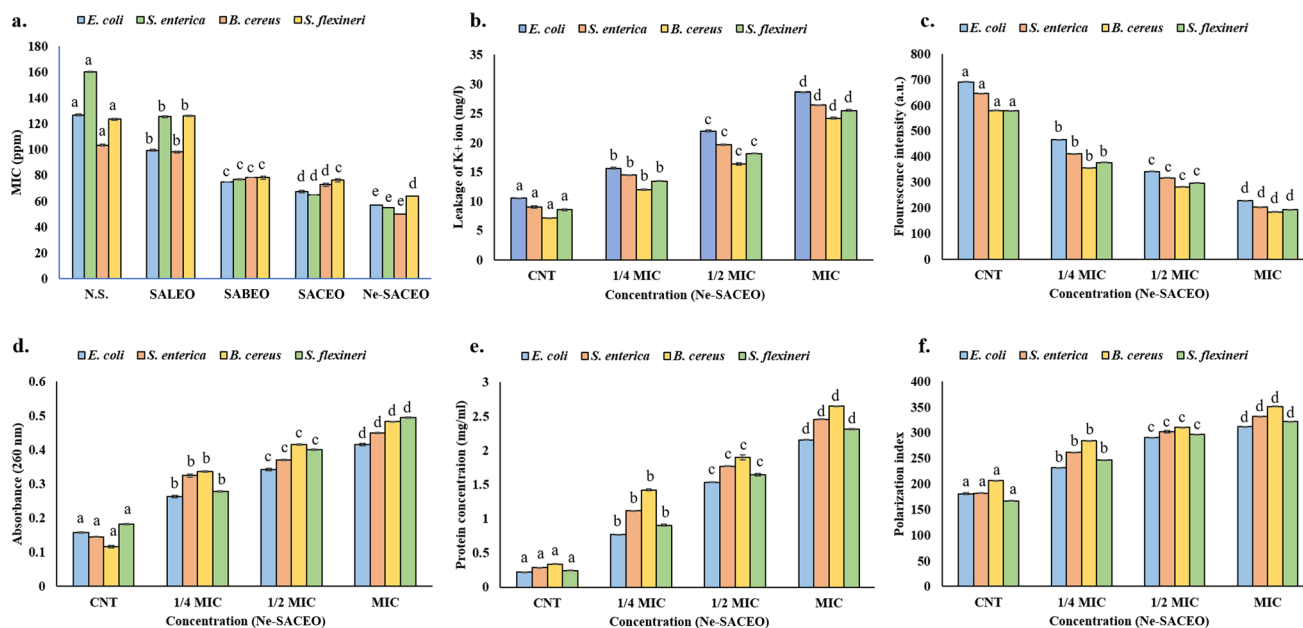 a.
E. coli S. enterica B. cereus S. flexineri
MIC (ppm)
180
160
140
120
100
80
60
40
20
0
a a a a
b b b b
c c c c
d d c c
e e e d
N.S. SALEO SABEO SACEO Ne-SACEO
b.
E. coli S. enterica B. cereus S. flexineri
Leakage of K+ ion (mg/l)
35
30
25
20
15
10
5
0
a a a a
b b b b
c c c c
d d d d
CNT 1/4 MIC 1/2 MIC MIC
Concentration (Ne-SACEO)
c.
E. coli S. enterica B. cereus S. flexineri
Flourescence intensity (a.u.)
800
700
600
500
400
300
200
100
0
a a a a
b b b b
c c c c
d d d d
CNT 1/4 MIC 1/2 MIC MIC
Concentration (Ne-SACEO)
d.
E. coli S. enterica B. cereus S. flexineri
Absorbance (260 nm)
0.6
0.5
0.4
0.3
0.2
0.1
0
a a a a
b b b b
c c c c
d d d d
CNT 1/4 MIC 1/2 MIC MIC
Concentration (Ne-SACEO)
e.
E. coli S. enterica B. cereus S. flexineri
Protein concentraion (mg/ml)
3
2.5
2
1.5
1
0.5
0
a a a a
b b b b
c c c c
d d d d
CNT 1/4 MIC 1/2 MIC MIC
Concentration (Ne-SACEO)
f.
E. coli S. enterica B. cereus S. flexineri
Polarization index
400
350
300
250
200
150
100
50
0
a a a a
b b b b
c c c c
d d d d
CNT 1/4 MIC 1/2 MIC MIC
Concentration (Ne-SACEO)